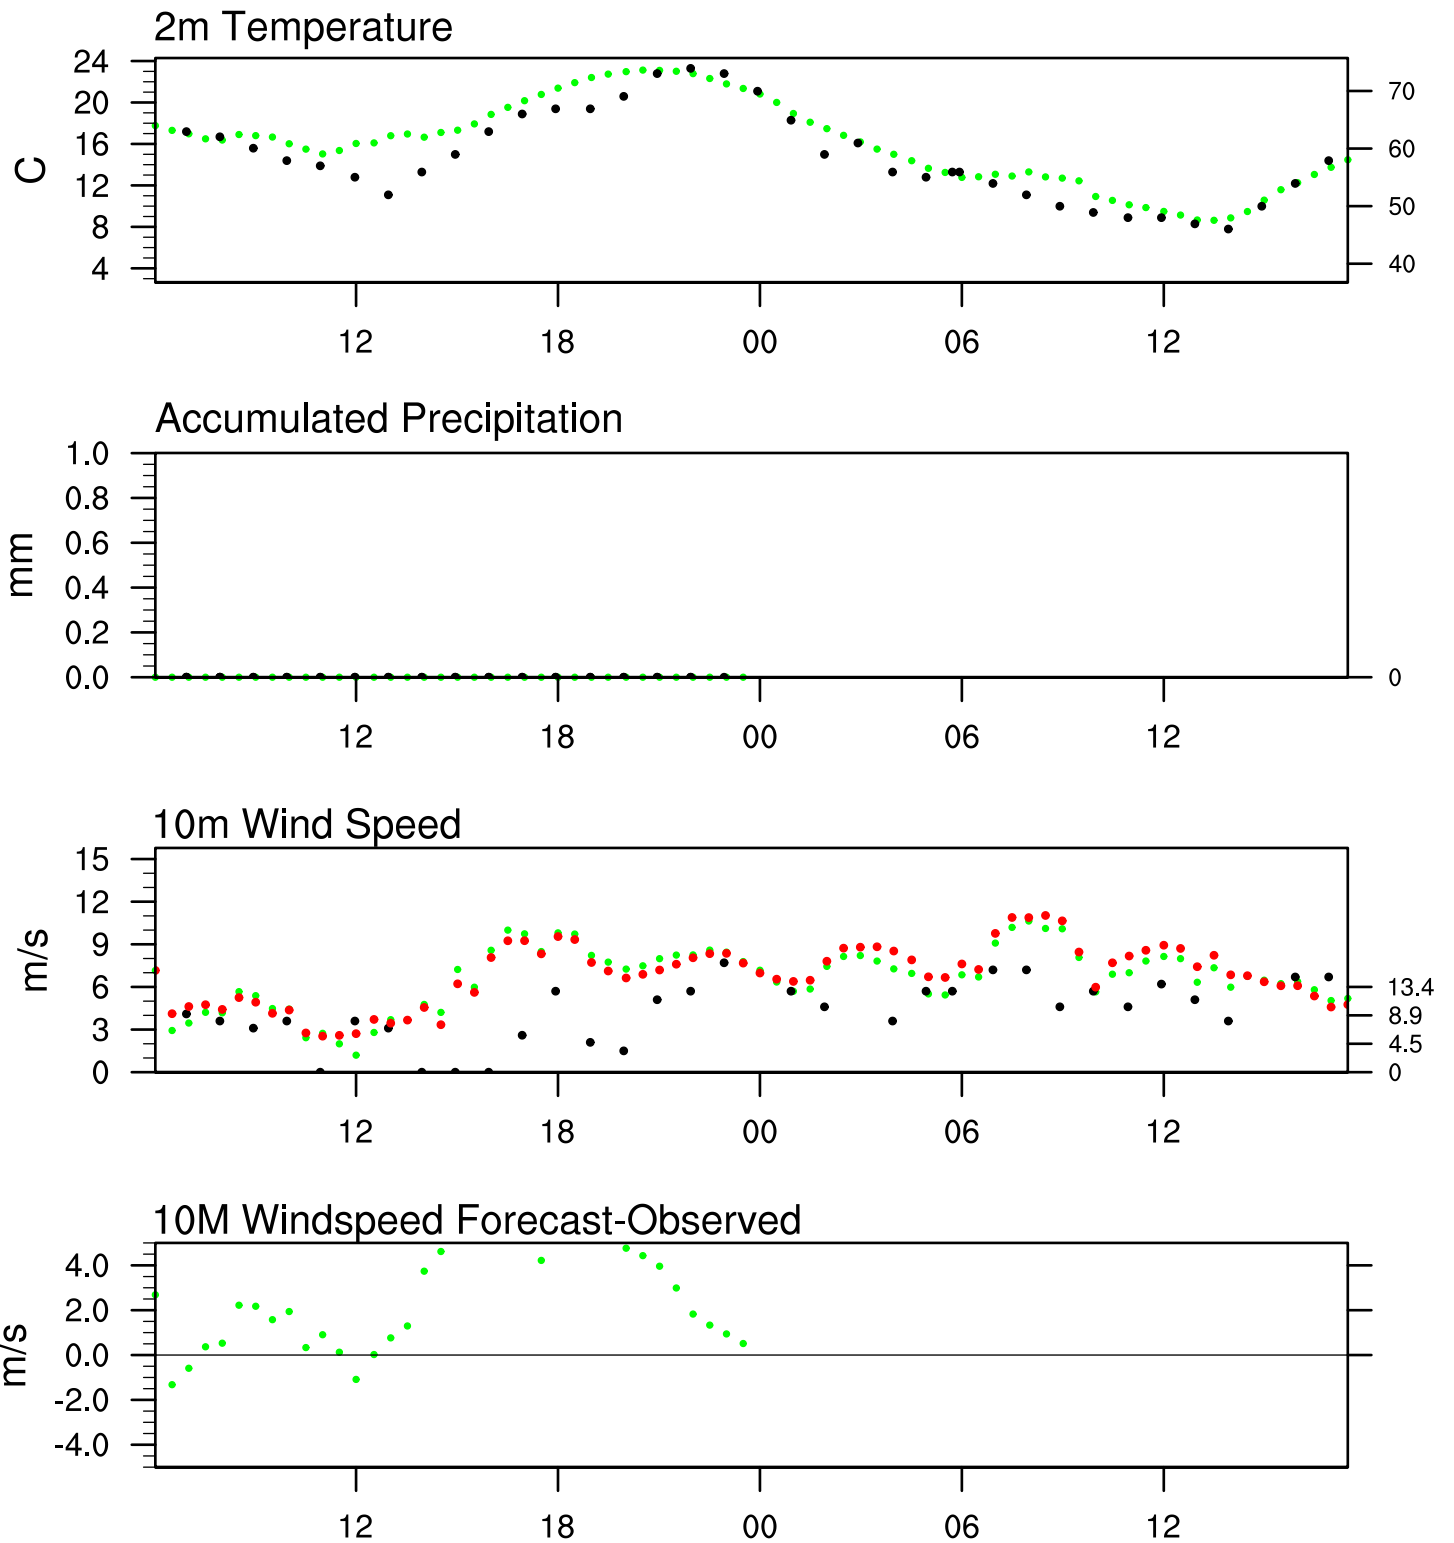 2m Temperature
24
20
16
12
8
4
C
70
60
50
40
12 18 00 06 12
Accumulated Precipitation
1.0
0.8
0.6
0.4
0.2
0.0
mm
0
12 18 00 06 12
10m Wind Speed
15
12
9
6
3
0
m/s
13.4
8.9
4.5
0
12 18 00 06 12
10M Windspeed Forecast-Observed
4.0
2.0
0.0
-2.0
-4.0
m/s
12 18 00 06 12